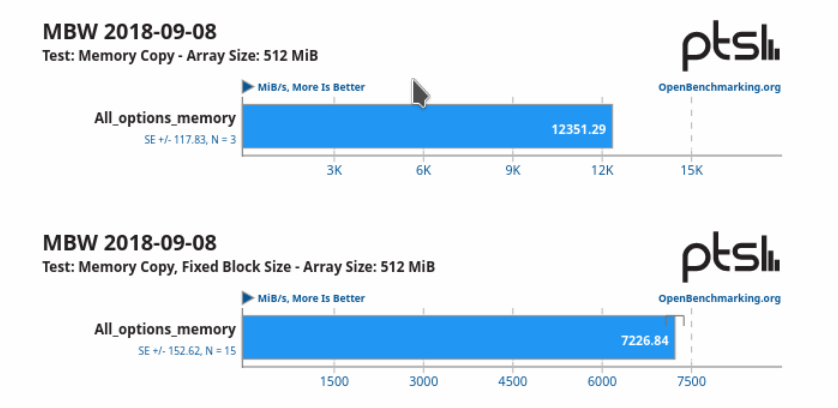 MBW 2018-09-08
Test: Memory Copy - Array Size: 512 MiB
ptsl
MiB/s, More Is Better
OpenBenchmarking.org
All_options_memory
12351.29
SE +/- 117.83, N = 3
3K 6K 9K 12K 15K
MBW 2018-09-08
Test: Memory Copy, Fixed Block Size - Array Size: 512 MiB
ptsl
MiB/s, More Is Better
OpenBenchmarking.org
All_options_memory
7226.84
SE +/- 152.62, N = 15
1500 3000 4500 6000 7500